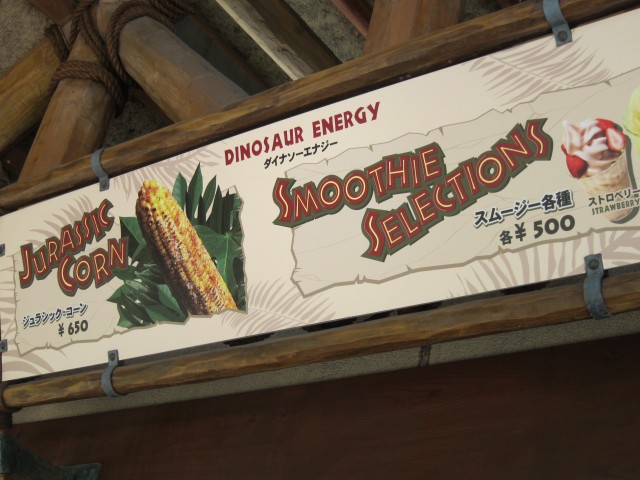 DINOSAUR ENERGY
ダイナソーエナジー
JURASSIC
CORN
ジュラシック・コーン
¥650
SMOOTHIE
SELECTIONS
スムージー各種
各¥500
ストロベリー
STRAWBERRY